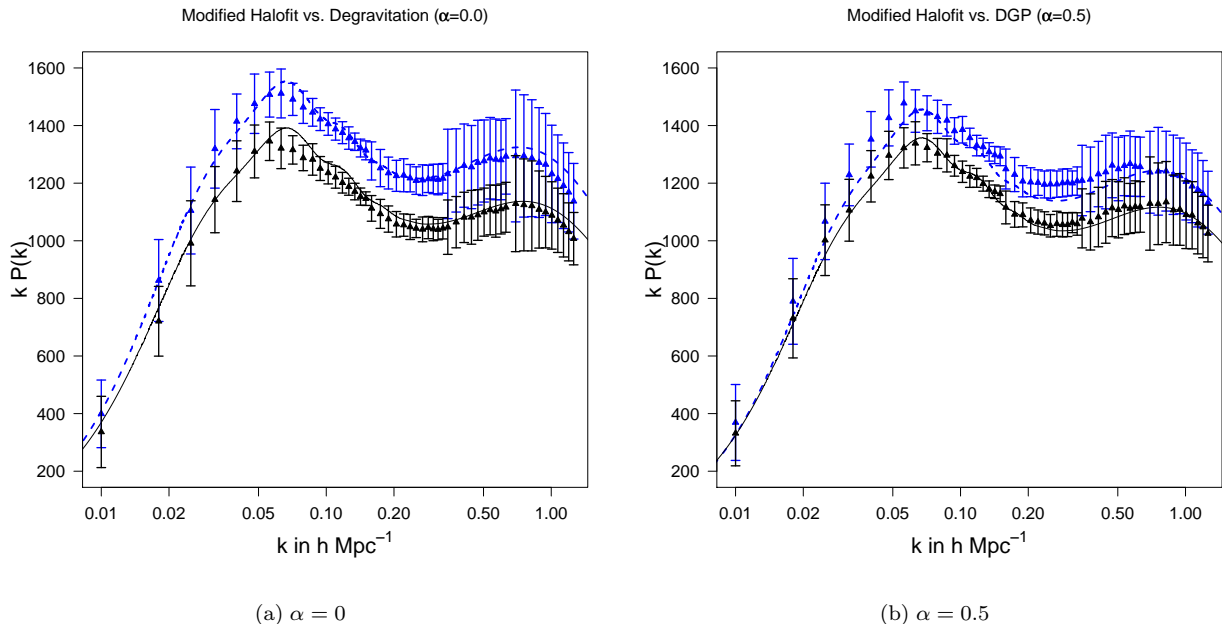 Modified Halofit vs. Degravitation (α=0.0)
k P(k)
1600
1400
1200
1000
800
600
400
200
0.01 0.02 0.05 0.10 0.20 0.50 1.00
k in h Mpc⁻¹
(a) α = 0
Modified Halofit vs. DGP (α=0.5)
k P(k)
1600
1400
1200
1000
800
600
400
200
0.01 0.02 0.05 0.10 0.20 0.50 1.00
k in h Mpc⁻¹
(b) α = 0.5